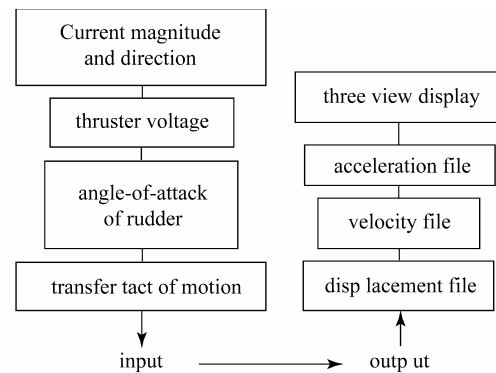 Current magnitude
and direction
thruster voltage
angle-of-attack
of rudder
transfer tact of motion
input
three view display
acceleration file
velocity file
disp lacement file
outp ut